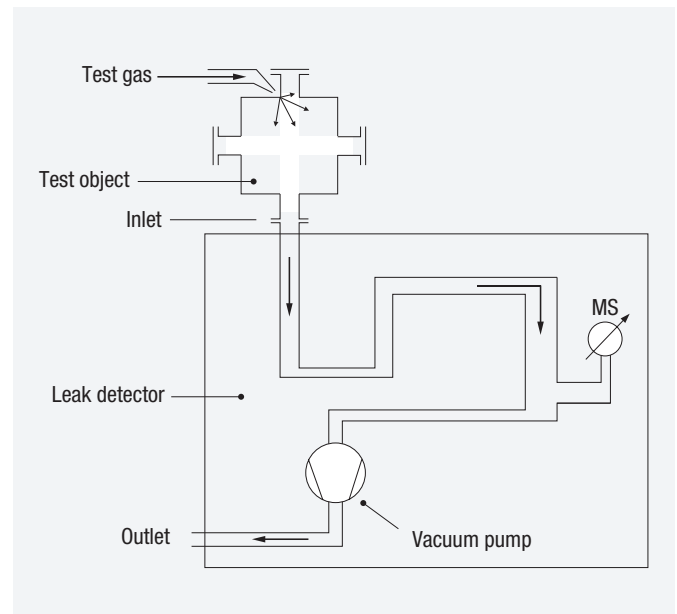 Test gas
Test object
Inlet
MS
Leak detector
Outlet
Vacuum pump